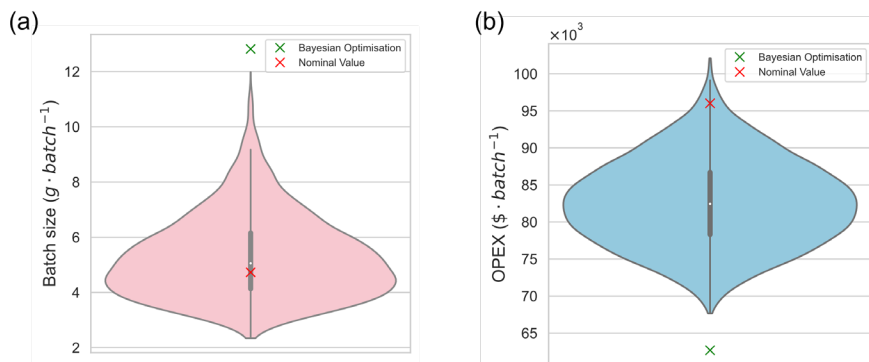 (a)
Bayesian Optimisation
Nominal Value
12
10
8
6
4
2
Batch size (g · batch⁻¹)
(b)
×10³
Bayesian Optimisation
Nominal Value
100
95
90
85
80
75
70
65
OPEX ($ · batch⁻¹)